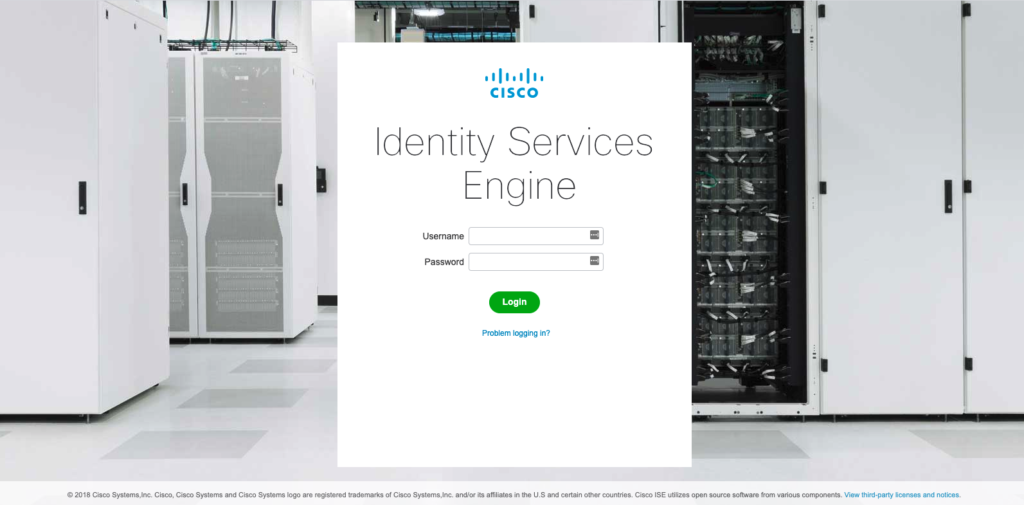 CISCO
Identity Services
Engine
Username
Password
Login
Problem logging in?
© 2018 Cisco Systems,Inc. Cisco, Cisco Systems and Cisco Systems logo are registered trademarks of Cisco Systems,Inc. and/or its affiliates in the U.S and certain other countries. Cisco ISE utilizes open source software from various components. View third-party licenses and notices.